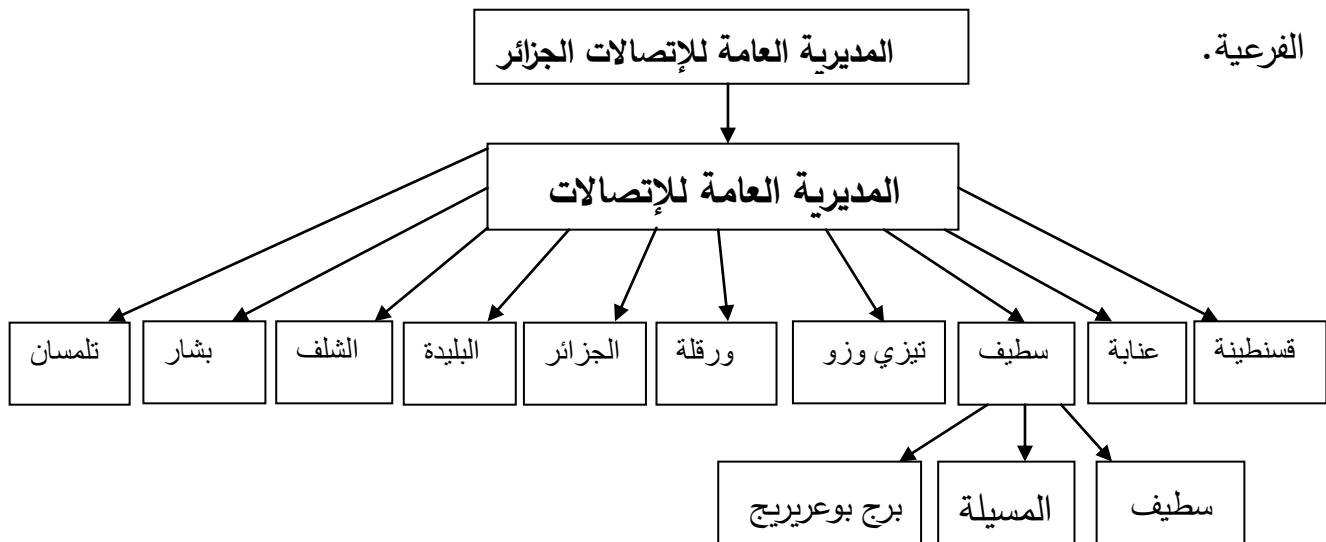 الفرعية.
المديرية العامة للإتصالات الجزائر
المديرية العامة للإتصالات
قسنطينة
عنابة
سطيف
تيزي وزو
ورقلة
الجزائر
البليدة
الشلف
بشار
تلمسان
سطيف
المسيلة
برج بوعريريج